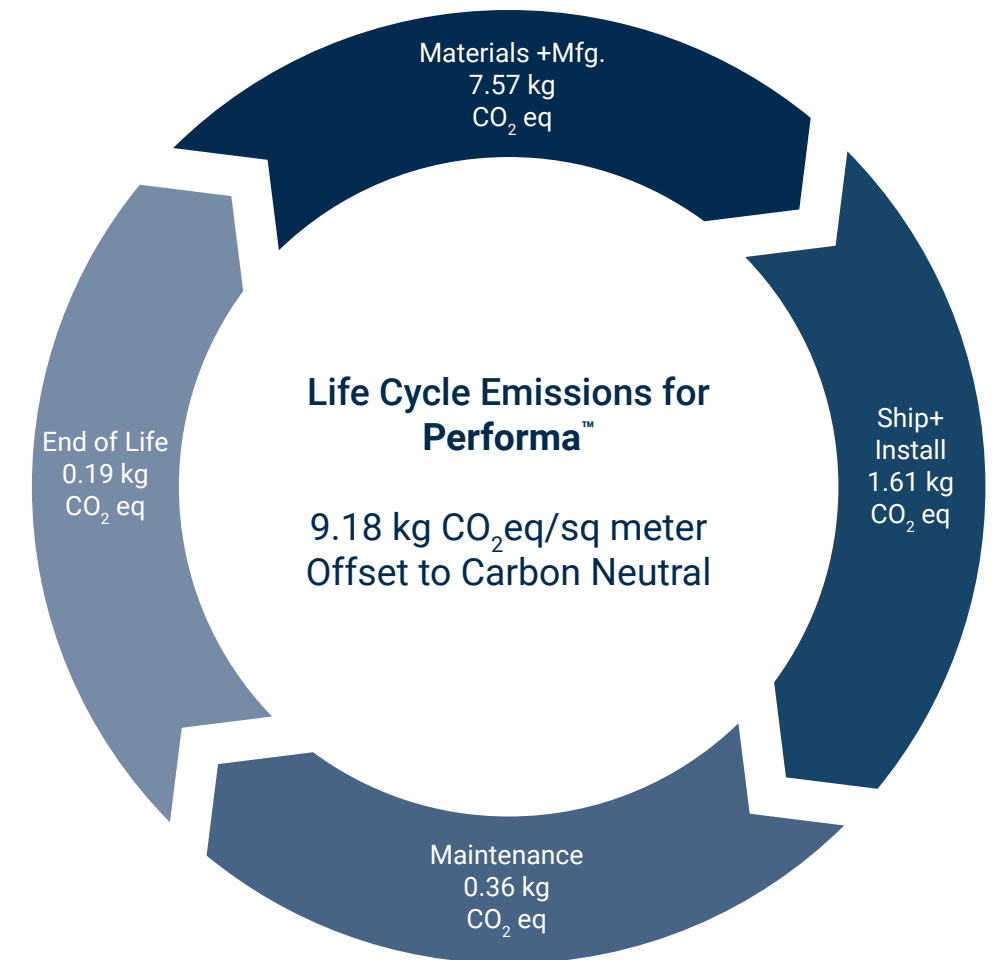 Materials +Mfg.
7.57 kg
CO₂ eq
Ship+
Install
1.61 kg
CO₂ eq
Life Cycle Emissions for
Performa™
9.18 kg CO₂eq/sq meter
Offset to Carbon Neutral
End of Life
0.19 kg
CO₂ eq
Maintenance
0.36 kg
CO₂ eq